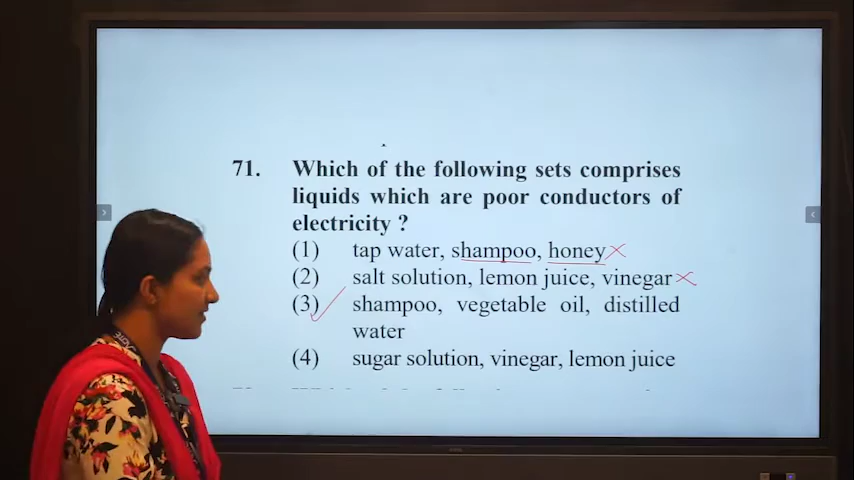 71. Which of the following sets comprises
liquids which are poor conductors of
electricity ?
(1) tap water, shampoo, honey
(2) salt solution, lemon juice, vinegar
(3) shampoo, vegetable oil, distilled
water
(4) sugar solution, vinegar, lemon juice